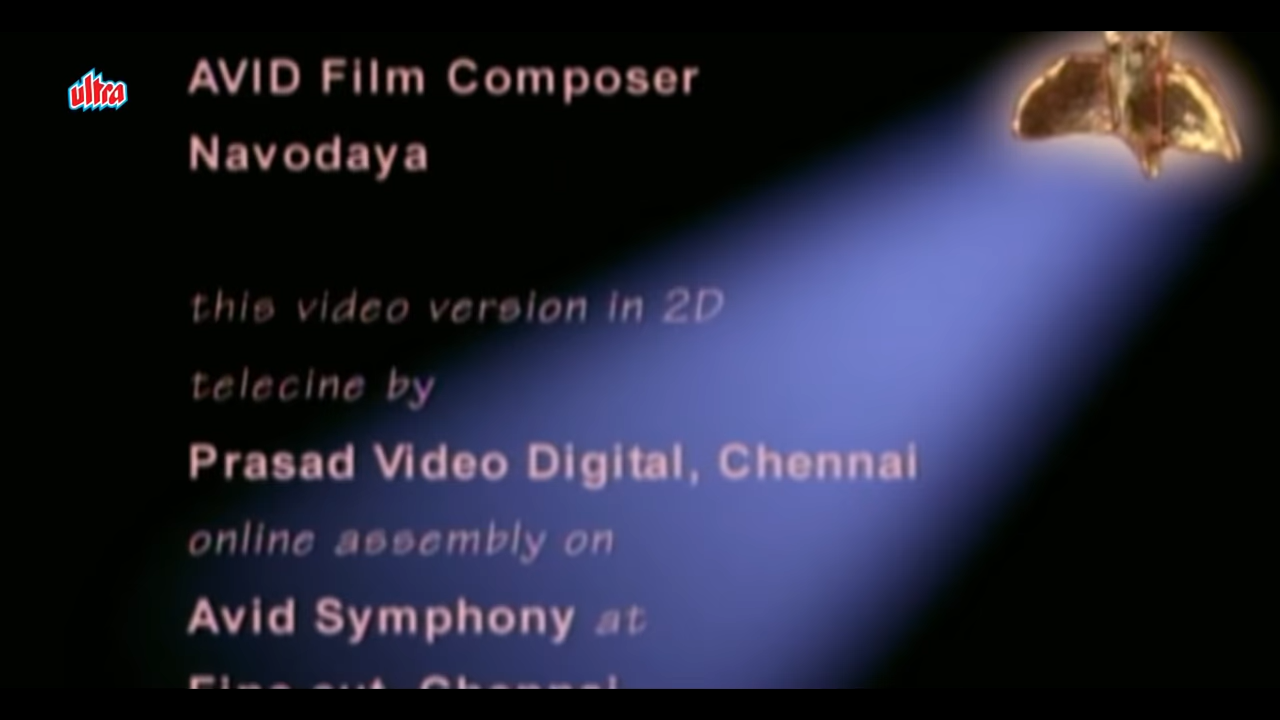 ultra
AVID Film Composer
Navodaya
this video version in 2D
telecine by
Prasad Video Digital, Chennai
online assembly on
Avid Symphony at
Chennai